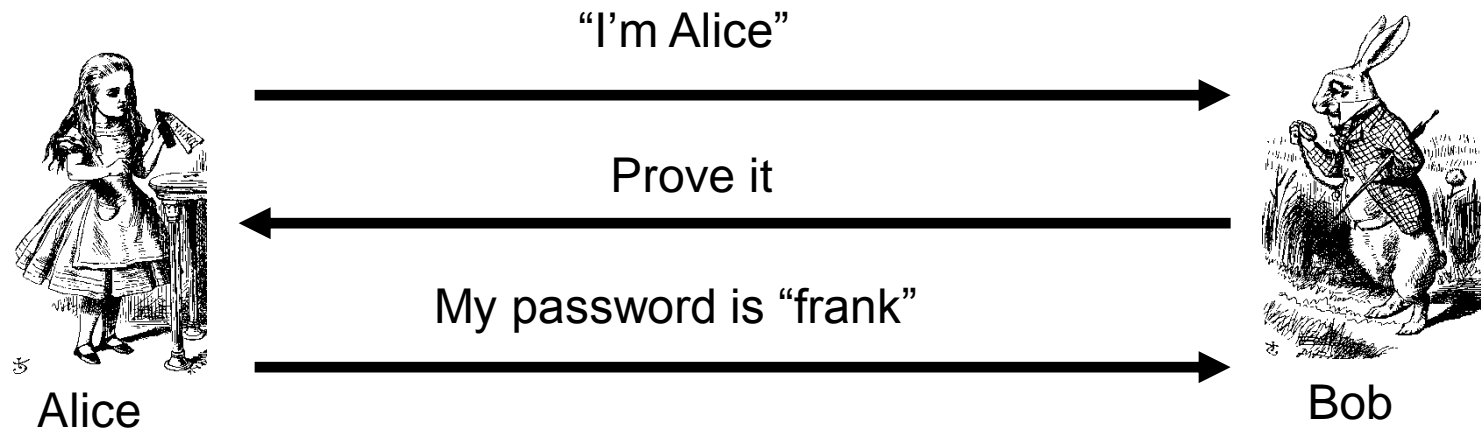 “I’m Alice”
Prove it
My password is “frank”
Alice
Bob